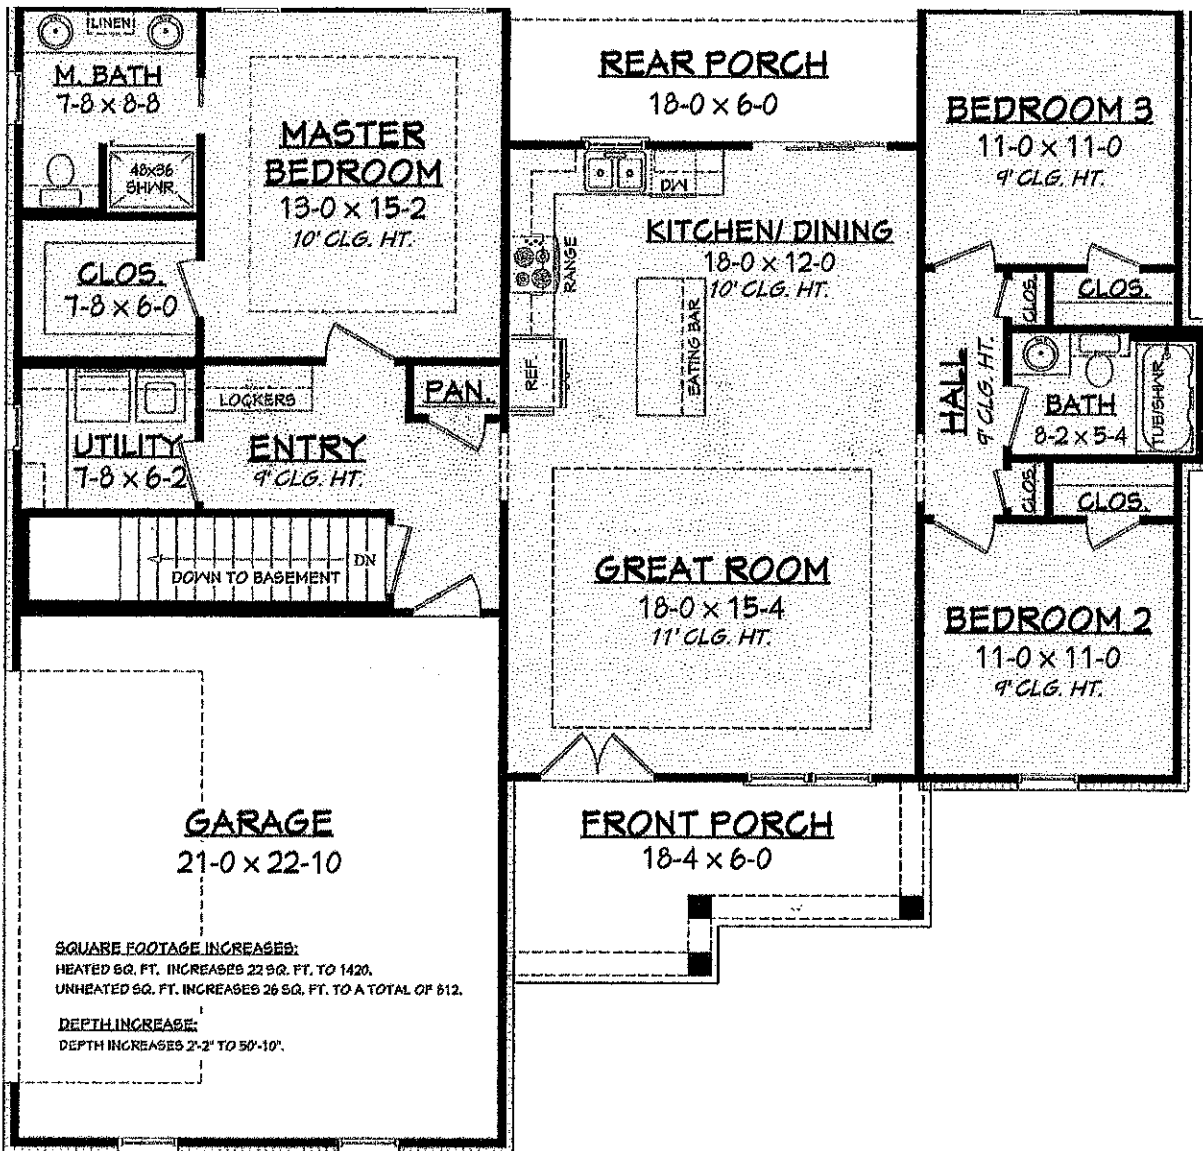 LINEN
M. BATH
7-8 x 8-8
48x36
SHWR.
MASTER
BEDROOM
13-0 x 15-2
10' CLG. HT.
CLOS.
7-8 x 6-0
REAR PORCH
18-0 x 6-0
DW
KITCHEN/ DINING
18-0 x 12-0
10' CLG. HT.
RANGE
EATING BAR
REF.
BEDROOM 3
11-0 x 11-0
9' CLG. HT.
CLOS.
CLOS.
HALL
9' CLG. HT.
BATH
8-2 x 5-4
TUB/SHWR
CLOS.
CLOS.
LOCKERS
PAN.
UTILITY
7-8 x 6-2
ENTRY
9' CLG. HT.
DN
DOWN TO BASEMENT
GREAT ROOM
18-0 x 15-4
11' CLG. HT.
BEDROOM 2
11-0 x 11-0
9' CLG. HT.
GARAGE
21-0 x 22-10
FRONT PORCH
18-4 x 6-0
SQUARE FOOTAGE INCREASES:
HEATED SQ. FT. INCREASES 22 SQ. FT. TO 1420.
UNHEATED SQ. FT. INCREASES 26 SQ. FT. TO A TOTAL OF 812.
DEPTH INCREASE:
DEPTH INCREASES 2'-2" TO 50'-10".